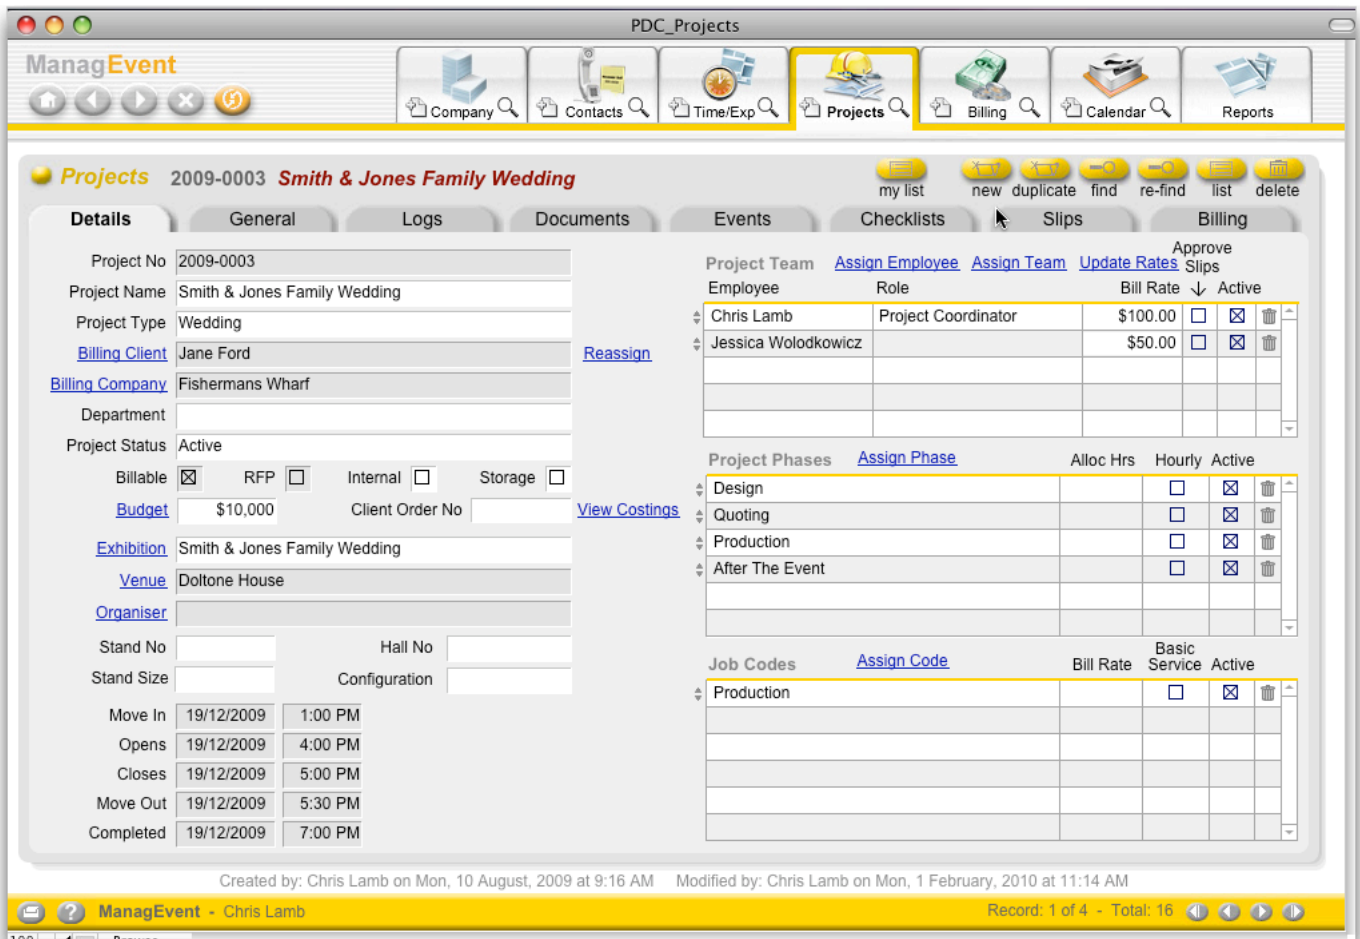 PDC_Projects
ManagEvent
Company
Contacts
Time/Exp
Projects
Billing
Calendar
Reports
Projects 2009-0003 Smith & Jones Family Wedding
my list new duplicate find re-find list delete
Details General Logs Documents Events Checklists Slips Billing
Project No 2009-0003
Project Name Smith & Jones Family Wedding
Project Type Wedding
Billing Client Jane Ford Reassign
Billing Company Fishermans Wharf
Department
Project Status Active
Billable RFP Internal Storage
Budget $10,000 Client Order No View Costings
Exhibition Smith & Jones Family Wedding
Venue Doltone House
Organiser
Stand No Hall No
Stand Size Configuration
Move In 19/12/2009 1:00 PM
Opens 19/12/2009 4:00 PM
Closes 19/12/2009 5:00 PM
Move Out 19/12/2009 5:30 PM
Completed 19/12/2009 7:00 PM
Project Team Assign Employee Assign Team Update Rates Approve Slips
Employee Role Bill Rate Active
Chris Lamb Project Coordinator $100.00
Jessica Wolodkowicz $50.00
Project Phases Assign Phase Alloc Hrs Hourly Active
Design
Quoting
Production
After The Event
Job Codes Assign Code Bill Rate Basic Service Active
Production
Created by: Chris Lamb on Mon, 10 August, 2009 at 9:16 AM Modified by: Chris Lamb on Mon, 1 February, 2010 at 11:14 AM
ManagEvent - Chris Lamb Record: 1 of 4 - Total: 16